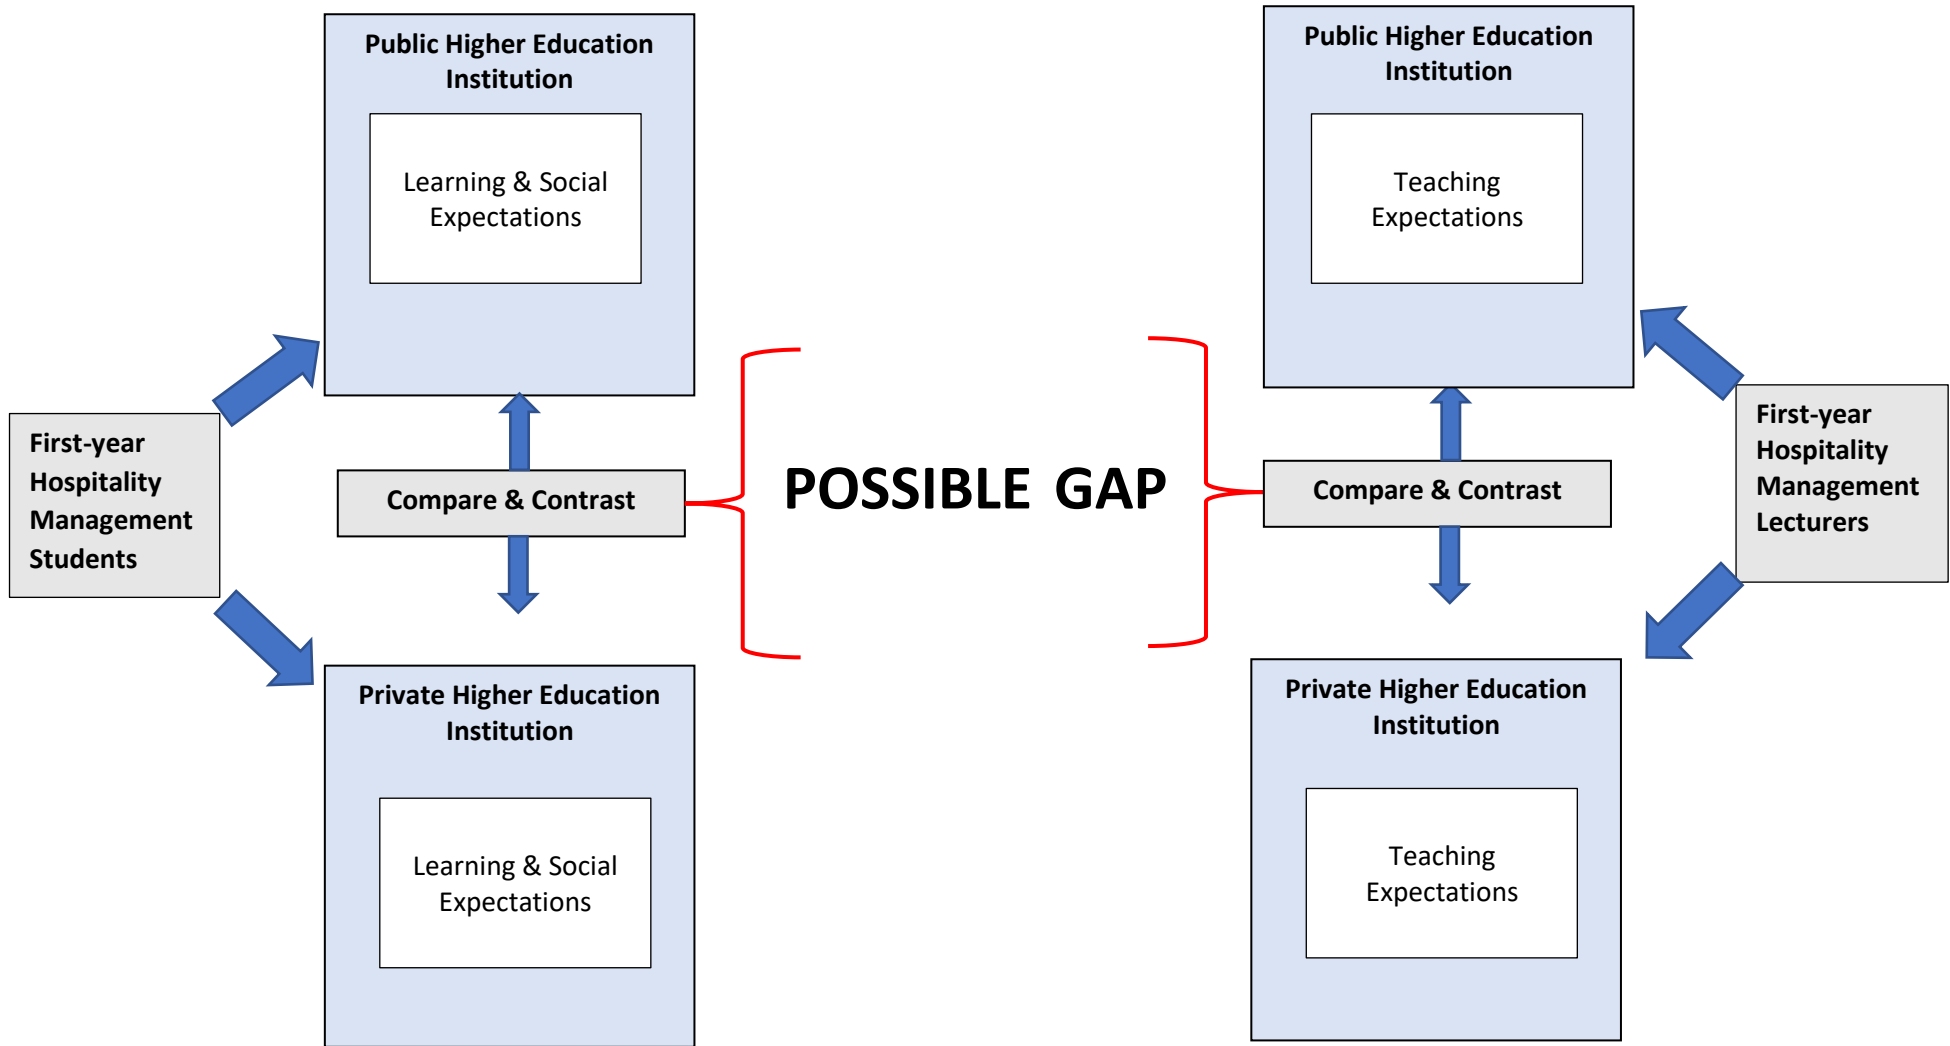 Public Higher Education
Institution
Learning & Social
Expectations
First-year
Hospitality
Management
Students
Compare & Contrast
Private Higher Education
Institution
Learning & Social
Expectations
POSSIBLE GAP
Public Higher Education
Institution
Teaching
Expectations
Compare & Contrast
First-year
Hospitality
Management
Lecturers
Private Higher Education
Institution
Teaching
Expectations